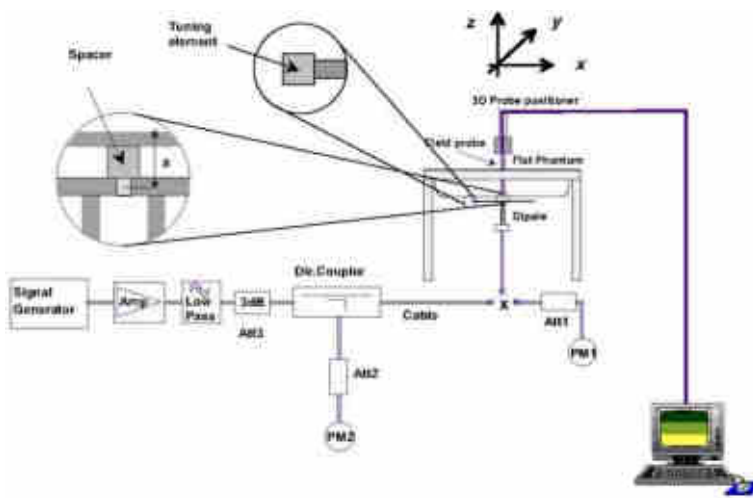 Tuning
element
Spacer
z
y
x
3D Probe positioner
Field probe
Flat Phantom
a
Dipole
Dir.Coupler
Signal
Generator
Amp
Low
Pass
3dB
Att3
Cable
X
Att1
PM1
Att2
PM2